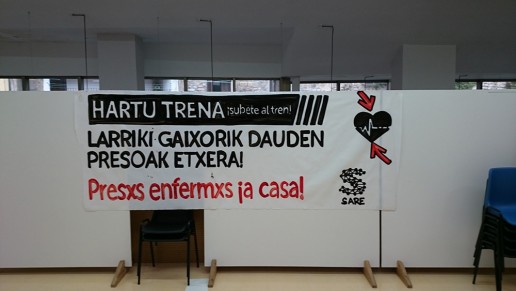 HARTU TRENA ¡subete al tren!
LARRIKI GAIXORIK DAUDEN
PRESOAK ETXERA!
Presxs enfermxs ¡a casa!
SARE